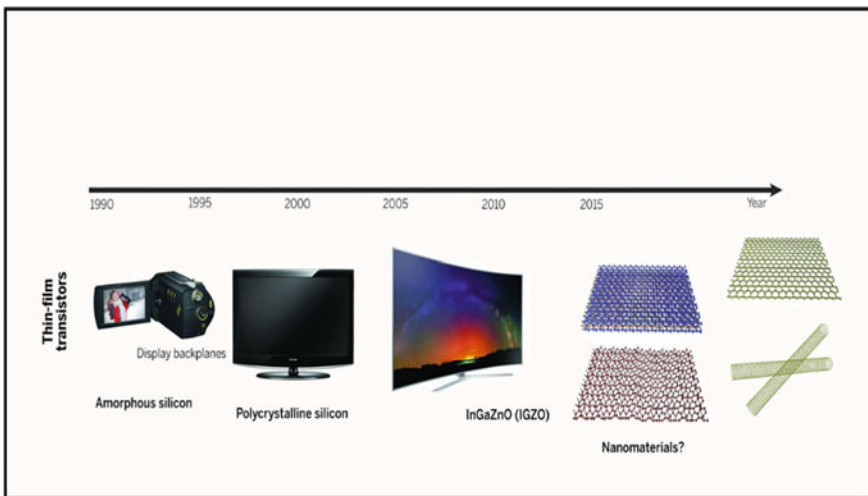 1990 1995 2000 2005 2010 2015 Year
Thin-film
transistors
Display backplanes
Amorphous silicon
Polycrystalline silicon
InGaZnO (IGZO)
Nanomaterials?